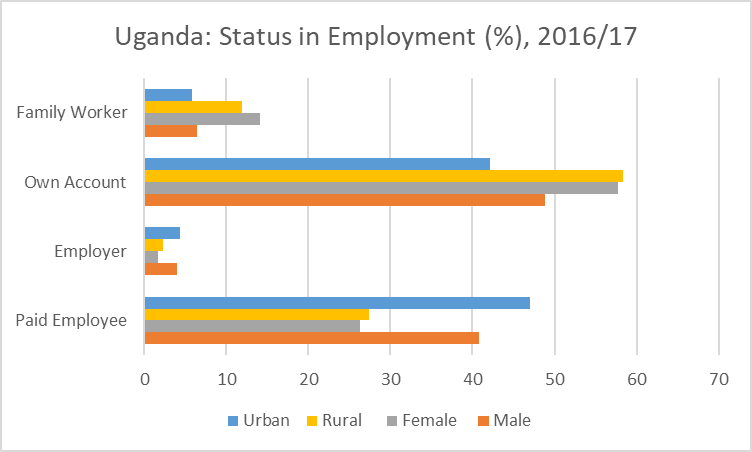 Uganda: Status in Employment (%), 2016/17
Family Worker
Own Account
Employer
Paid Employee
0 10 20 30 40 50 60 70
Urban Rural Female Male